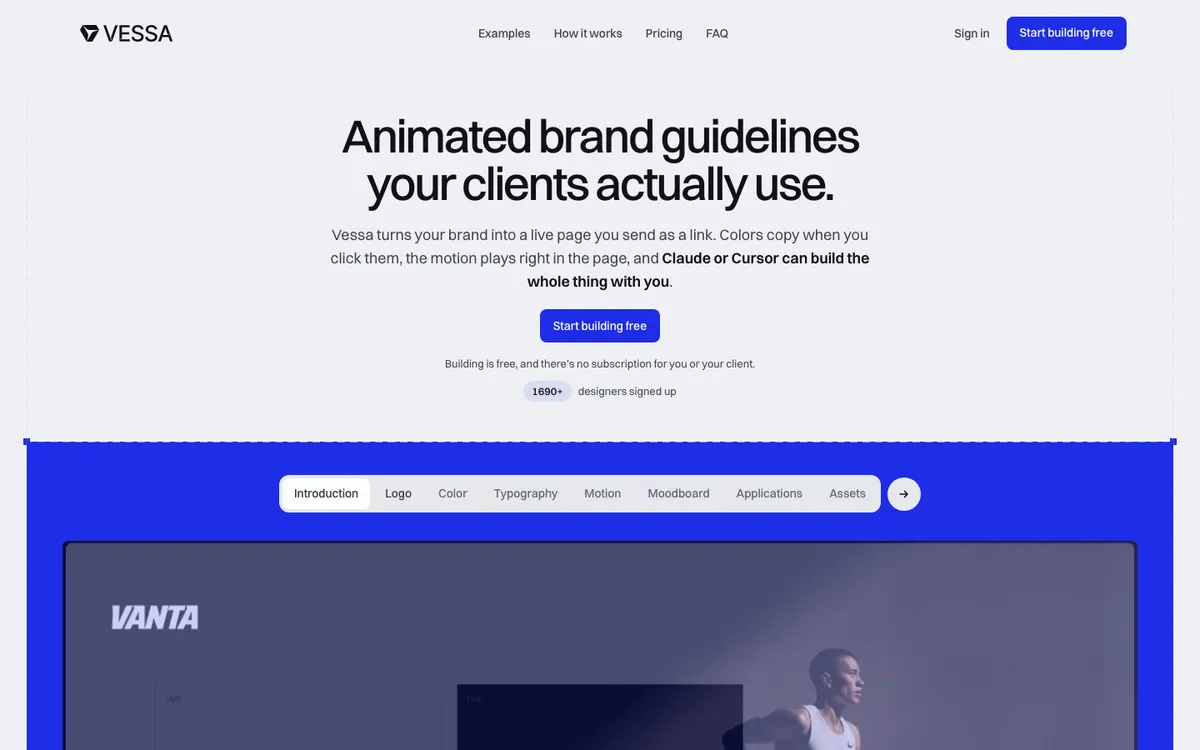 VESSA
Examples How it works Pricing FAQ
Sign in Start building free
Animated brand guidelines
your clients actually use.
Vessa turns your brand into a live page you send as a link. Colors copy when you
click them, the motion plays right in the page, and Claude or Cursor can build the
whole thing with you.
Start building free
Building is free, and there's no subscription for you or your client.
1690+ designers signed up
Introduction Logo Color Typography Motion Moodboard Applications Assets
VANTA